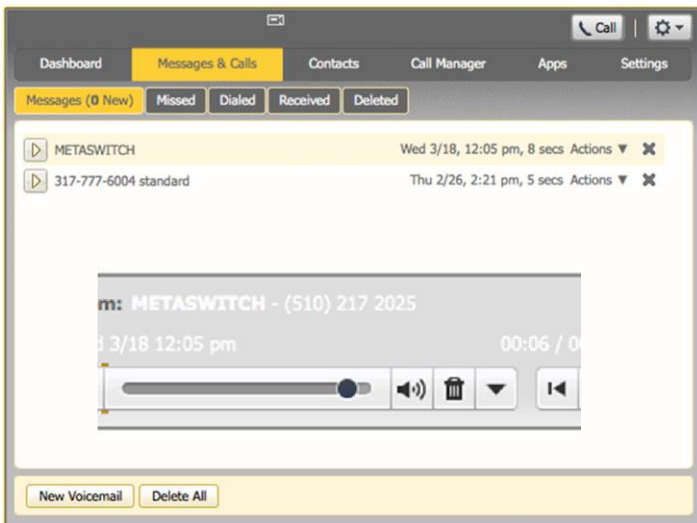 Call
Dashboard Messages & Calls Contacts Call Manager Apps Settings
Messages (0 New) Missed Dialed Received Deleted
METASWITCH Wed 3/18, 12:05 pm, 8 secs Actions
317-777-6004 standard Thu 2/26, 2:21 pm, 5 secs Actions
m: METASWITCH - (510) 217 2025
3/18 12:05 pm 00:06 / 0
New Voicemail Delete All